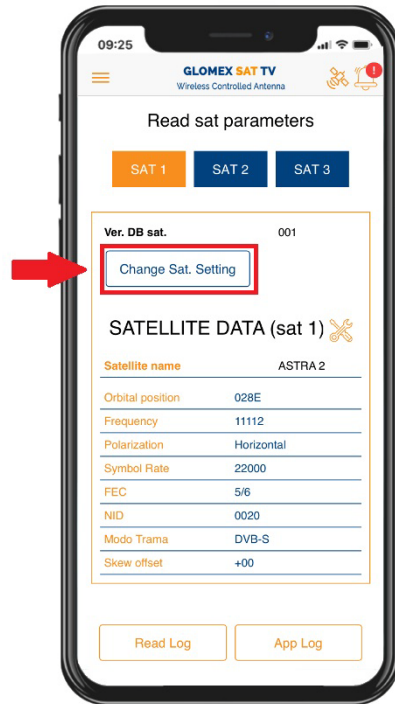 09:25
GLOMEX SAT TV
Wireless Controlled Antenna
!
Read sat parameters
SAT 1 SAT 2 SAT 3
Ver. DB sat. 001
Change Sat. Setting
SATELLITE DATA (sat 1)
Satellite name ASTRA 2
Orbital position 028E
Frequency 11112
Polarization Horizontal
Symbol Rate 22000
FEC 5/6
NID 0020
Modo Trama DVB-S
Skew offset +00
Read Log App Log